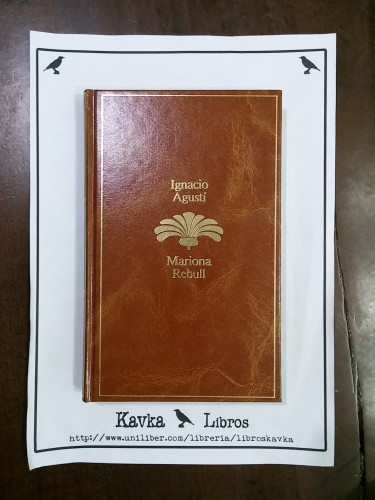 Ignacio
Agustí
Mariona
Rebull
Kavka Libros
http://www.uniliber.com/libreria/libroskavka